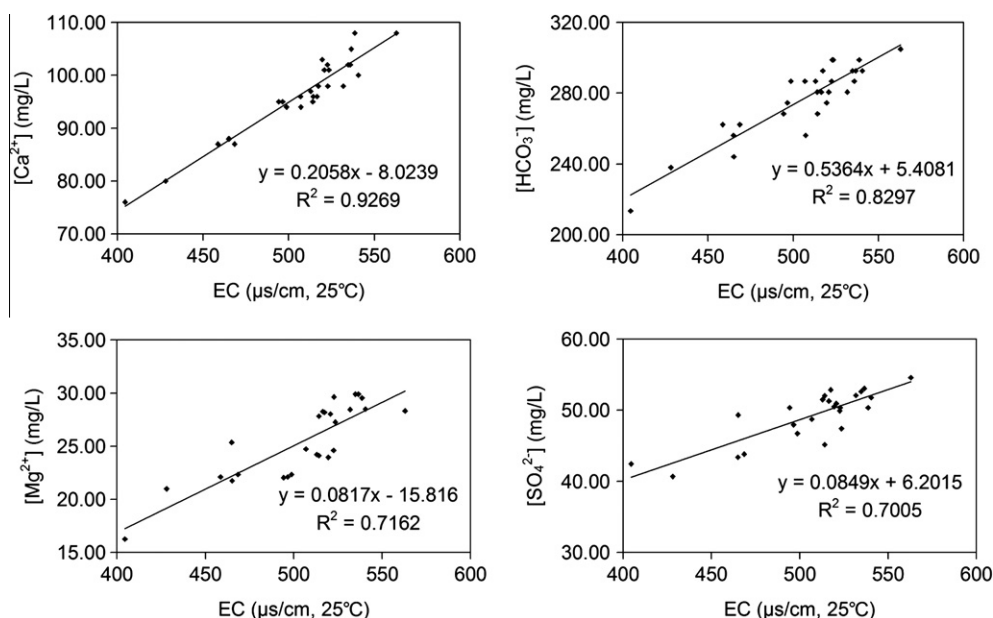 110.00
100.00
90.00
80.00
70.00
[Ca²⁺] (mg/L)
y = 0.2058x - 8.0239
R² = 0.9269
400 450 500 550 600
EC (μs/cm, 25℃)
320.00
280.00
240.00
200.00
[HCO₃⁻] (mg/L)
y = 0.5364x + 5.4081
R² = 0.8297
400 450 500 550 600
EC (μs/cm, 25℃)
35.00
30.00
25.00
20.00
15.00
[Mg²⁺] (mg/L)
y = 0.0817x - 15.816
R² = 0.7162
400 450 500 550 600
EC (μs/cm, 25℃)
60.00
50.00
40.00
30.00
[SO₄²⁻] (mg/L)
y = 0.0849x + 6.2015
R² = 0.7005
400 450 500 550 600
EC (μs/cm, 25℃)